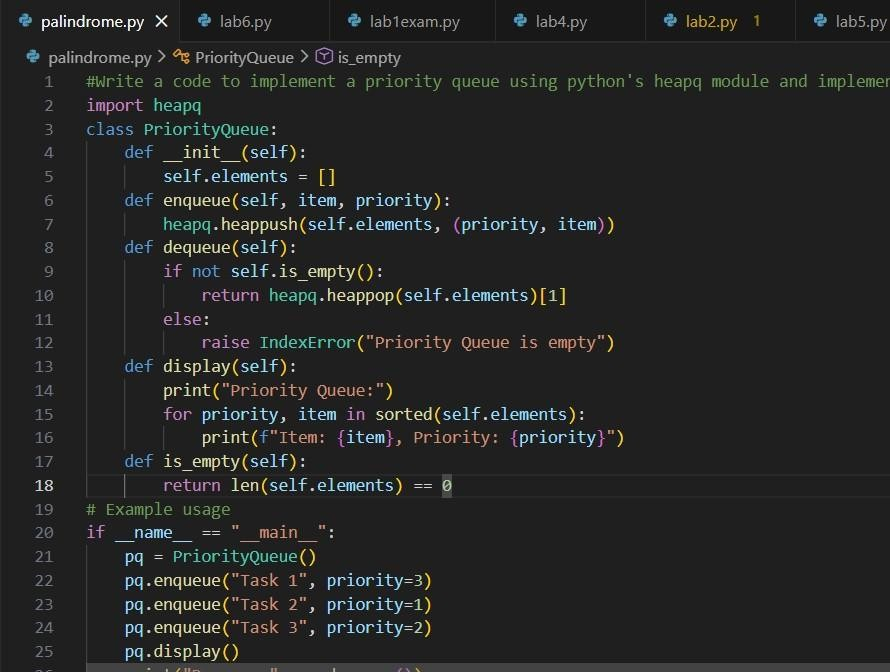 palindrome.py lab6.py lab1exam.py lab4.py lab2.py 1 lab5.py
palindrome.py > PriorityQueue > is_empty
1 #Write a code to implement a priority queue using python's heapq module and
2 import heapq
3 class PriorityQueue:
4     def __init__(self):
5         self.elements = []
6     def enqueue(self, item, priority):
7         heapq.heappush(self.elements, (priority, item))
8     def dequeue(self):
9         if not self.is_empty():
10             return heapq.heappop(self.elements)[1]
11         else:
12             raise IndexError("Priority Queue is empty")
13     def display(self):
14         print("Priority Queue:")
15         for priority, item in sorted(self.elements):
16             print(f"Item: {item}, Priority: {priority}")
17     def is_empty(self):
18         return len(self.elements) == 0
19 # Example usage
20 if __name__ == "__main__":
21     pq = PriorityQueue()
22     pq.enqueue("Task 1", priority=3)
23     pq.enqueue("Task 2", priority=1)
24     pq.enqueue("Task 3", priority=2)
25     pq.display()